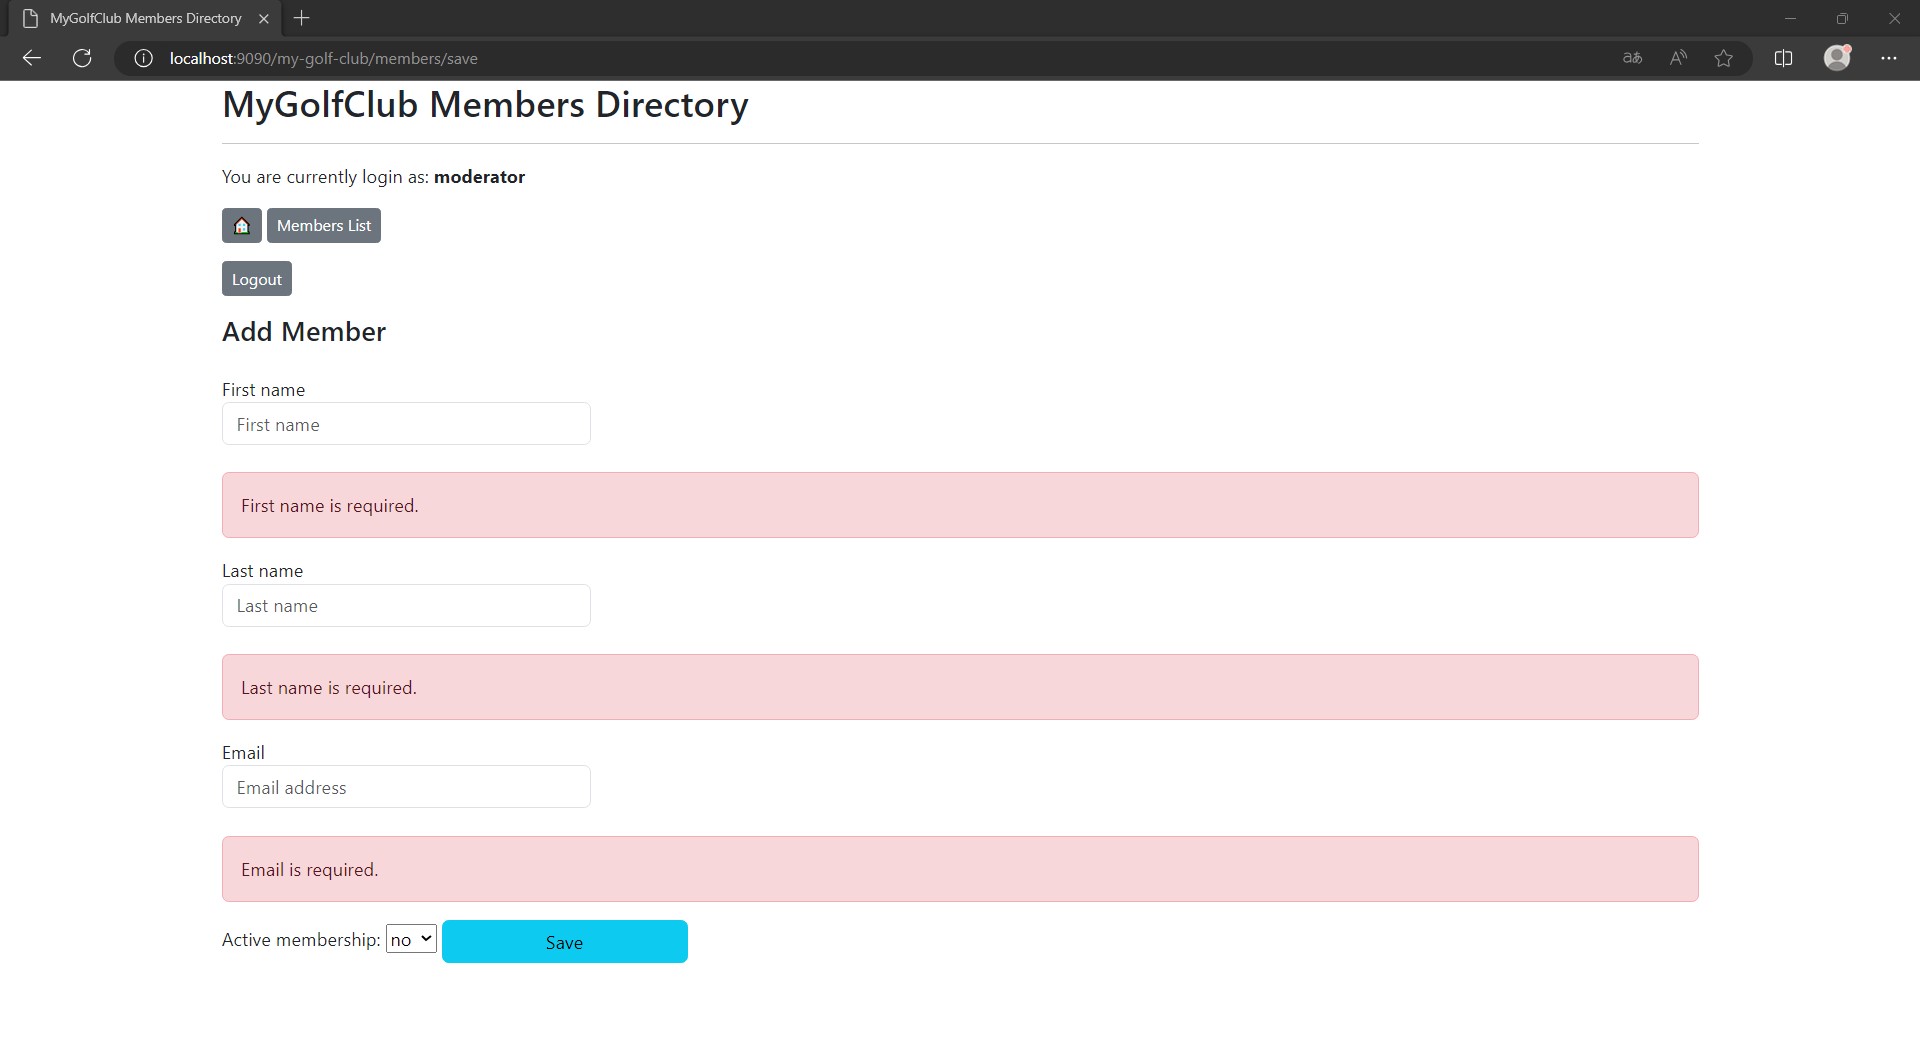 MyGolfClub Members Directory
localhost:9090/my-golf-club/members/save
MyGolfClub Members Directory
You are currently login as: moderator
Members List
Logout
Add Member
First name
First name
First name is required.
Last name
Last name
Last name is required.
Email
Email address
Email is required.
Active membership: no Save